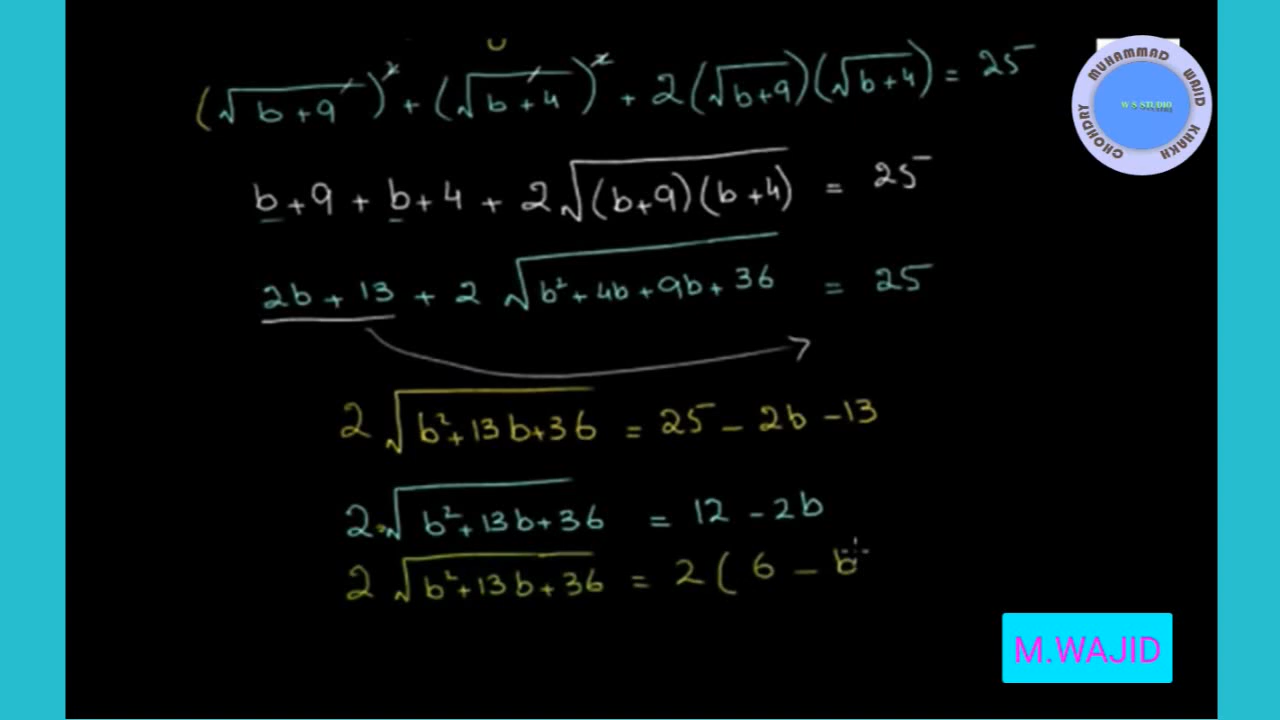 (√b+9)² + (√b+4)² + 2(√b+9)(√b+4) = 25
b+9 + b+4 + 2√(b+9)(b+4) = 25
2b + 13 + 2 √b²+4b+9b+36 = 25
2 √b²+13b+36 = 25 - 2b - 13
2.√b²+13b+36 = 12 - 2b
2 √b²+13b+36 = 2( 6 - b
MUHAMMAD WAJID KHAKH CHOHDRY
W S STUDIO
M.WAJID